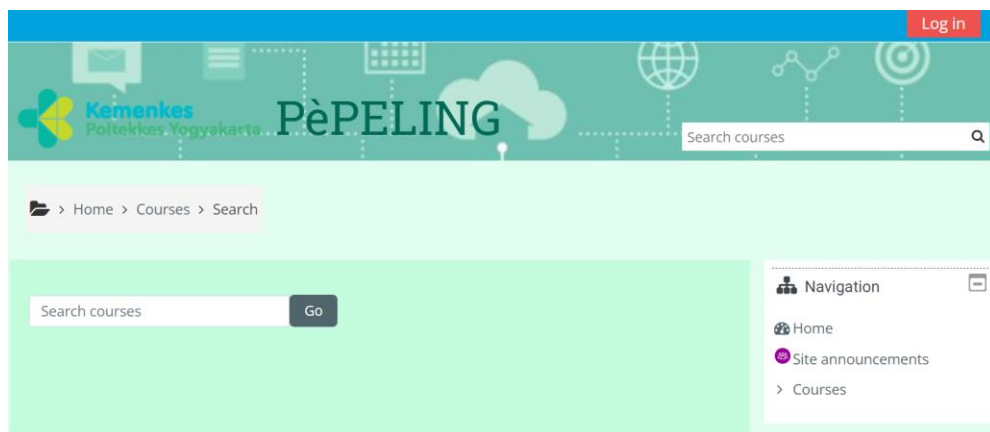 Log in
Kemenkes
Poltekkes Yogyakarta
PèPELING
Search courses
> Home > Courses > Search
Search courses
Go
Navigation
Home
Site announcements
> Courses